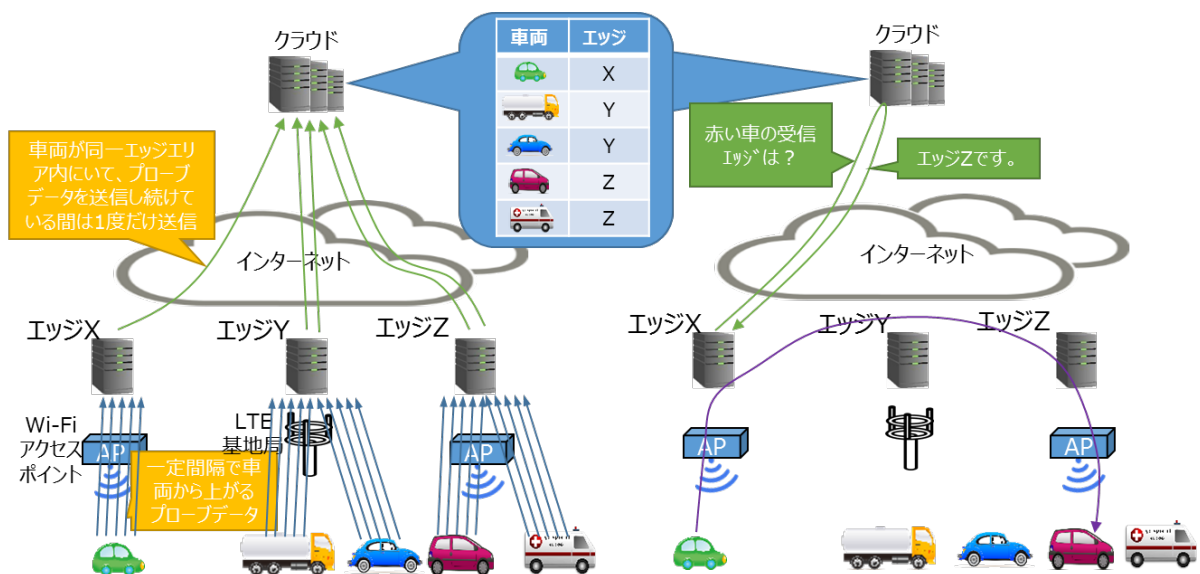 クラウド
車両 エッジ
X
Y
Y
Z
Z
クラウド
車両が同一エッジエリ
ア内にいて、プローブ
データを送信し続けて
いる間は1度だけ送信
赤い車の受信
エッジは？
エッジZです。
インターネット
インターネット
エッジX
エッジY
エッジZ
エッジX
エッジY
エッジZ
Wi-Fi
アクセス
ポイント
AP
LTE
基地局
AP
AP
AP
一定間隔で車
両から上がる
プローブデータ